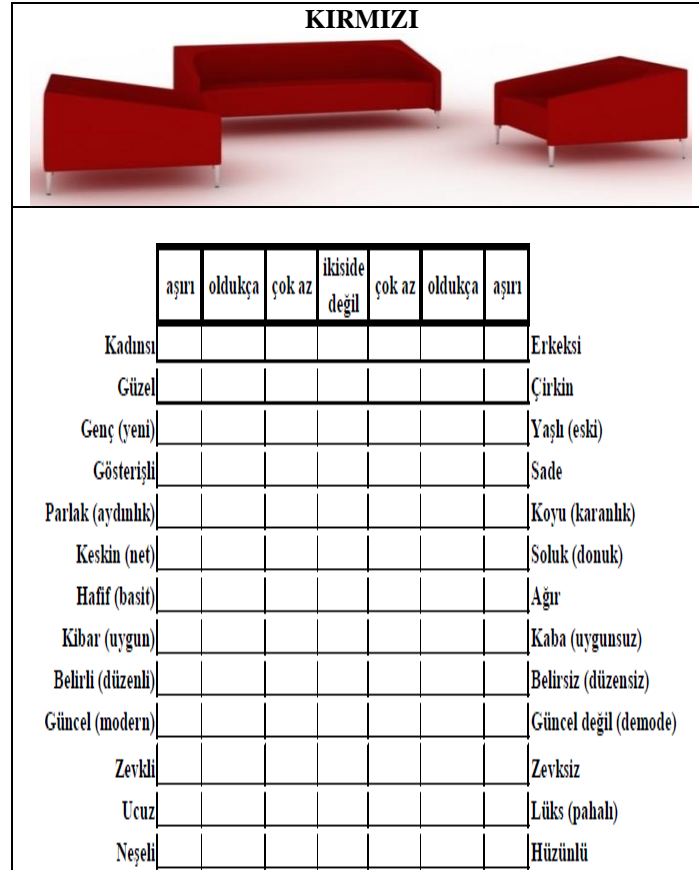 KIRMIZI
aşırı oldukça çok az ikiside değil çok az oldukça aşırı
Kadınsı Erkeksi
Güzel Çirkin
Genç (yeni) Yaşlı (eski)
Gösterişli Sade
Parlak (aydınlık) Koyu (karanlık)
Keskin (net) Soluk (donuk)
Hafif (basit) Ağır
Kibar (uygun) Kaba (uygunsuz)
Belirli (düzenli) Belirsiz (düzensiz)
Güncel (modern) Güncel değil (demode)
Zevkli Zevksiz
Ucuz Lüks (pahalı)
Neşeli Hüzünlü